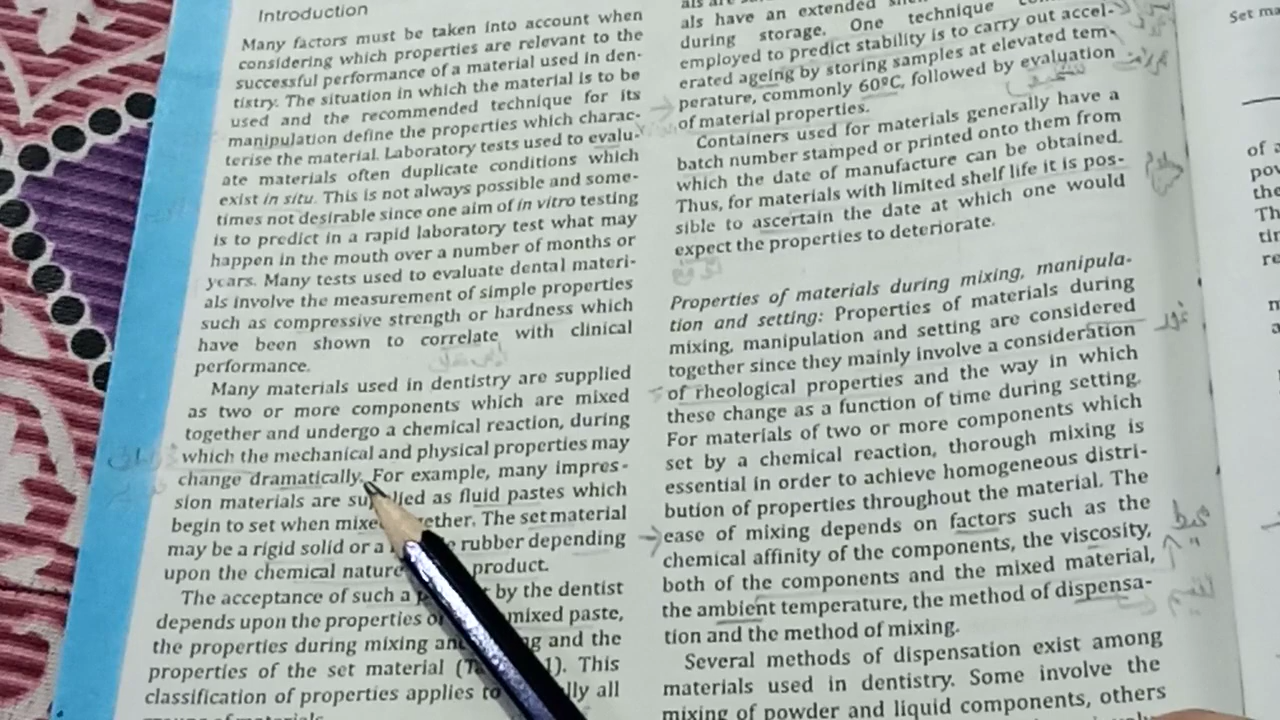 Introduction
Many factors must be taken into account when
considering which properties are relevant to the
successful performance of a material used in den-
tistry. The situation in which the material is to be
used and the recommended technique for its
manipulation define the properties which charac-
terise the material. Laboratory tests used to evalu-
ate materials often duplicate conditions which
exist in situ. This is not always possible and some-
times not desirable since one aim of in vitro testing
is to predict in a rapid laboratory test what may
happen in the mouth over a number of months or
years. Many tests used to evaluate dental materi-
als involve the measurement of simple properties
such as compressive strength or hardness which
have been shown to correlate with clinical
performance.
Many materials used in dentistry are supplied
as two or more components which are mixed
together and undergo a chemical reaction, during
which the mechanical and physical properties may
change dramatically. For example, many impres-
sion materials are supplied as fluid pastes which
begin to set when mixed together. The set material
may be a rigid solid or a rubber depending
upon the chemical nature product.
The acceptance of such a by the dentist
depends upon the properties of mixed paste,
the properties during mixing and and the
properties of the set material 1). This
classification of properties applies to all
als have an extended
during storage. One technique
employed to predict stability is to carry out accel-
erated ageing by storing samples at elevated tem-
perature, commonly 60ºC, followed by evaluation
of material properties.
Containers used for materials generally have a
batch number stamped or printed onto them from
which the date of manufacture can be obtained.
Thus, for materials with limited shelf life it is pos-
sible to ascertain the date at which one would
expect the properties to deteriorate.
Properties of materials during mixing, manipula-
tion and setting: Properties of materials during
mixing, manipulation and setting are considered
together since they mainly involve a consideration
of rheological properties and the way in which
these change as a function of time during setting.
For materials of two or more components which
set by a chemical reaction, thorough mixing is
essential in order to achieve homogeneous distri-
bution of properties throughout the material. The
ease of mixing depends on factors such as the
chemical affinity of the components, the viscosity,
both of the components and the mixed material,
the ambient temperature, the method of dispensa-
tion and the method of mixing.
Several methods of dispensation exist among
materials used in dentistry. Some involve the
mixing of powder and liquid components, others
Set
of